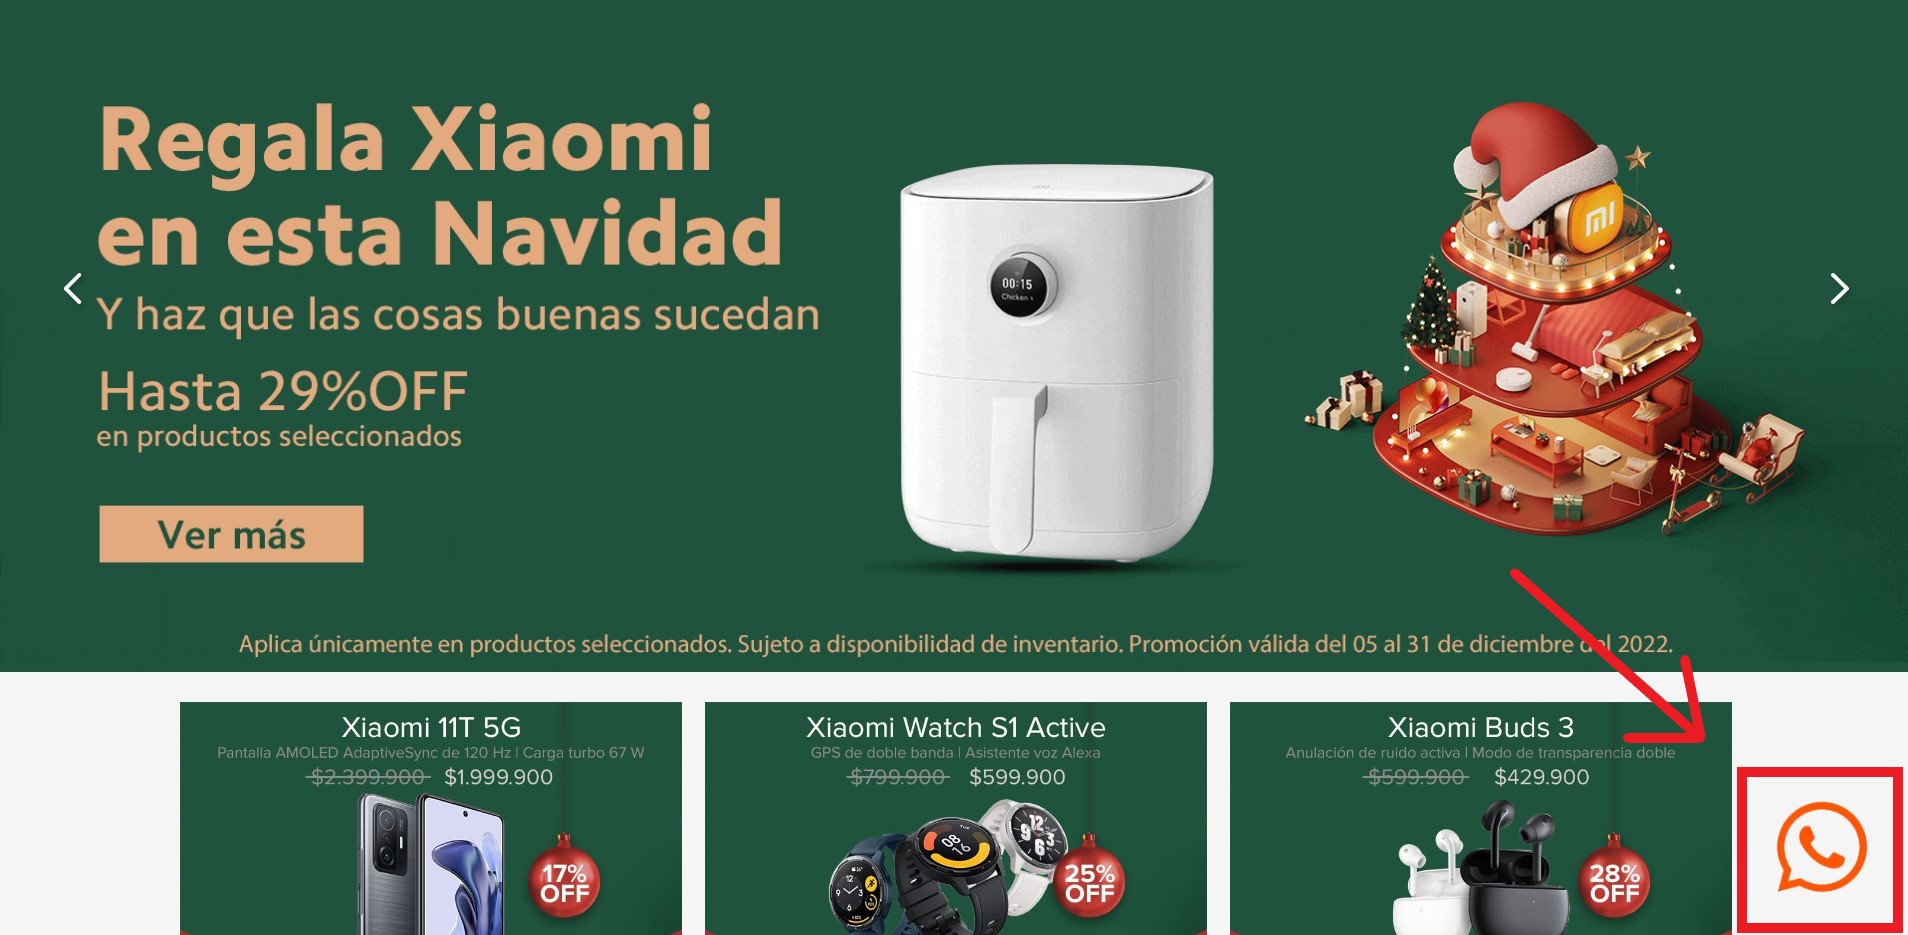 Regala Xiaomi
en esta Navidad
Y haz que las cosas buenas sucedan
Hasta 29%OFF
en productos seleccionados
Ver más
00:15
Chicken
Aplica únicamente en productos seleccionados. Sujeto a disponibilidad de inventario. Promoción válida del 05 al 31 de diciembre del 2022.
Xiaomi 11T 5G
Pantalla AMOLED AdaptiveSync de 120 Hz | Carga turbo 67 W
$2.399.900 $1.999.900
17%
OFF
Xiaomi Watch S1 Active
GPS de doble banda | Asistente voz Alexa
$799.900 $599.900
25%
OFF
Xiaomi Buds 3
Anulación de ruido activa | Modo de transparencia doble
$599.900 $429.900
28%
OFF